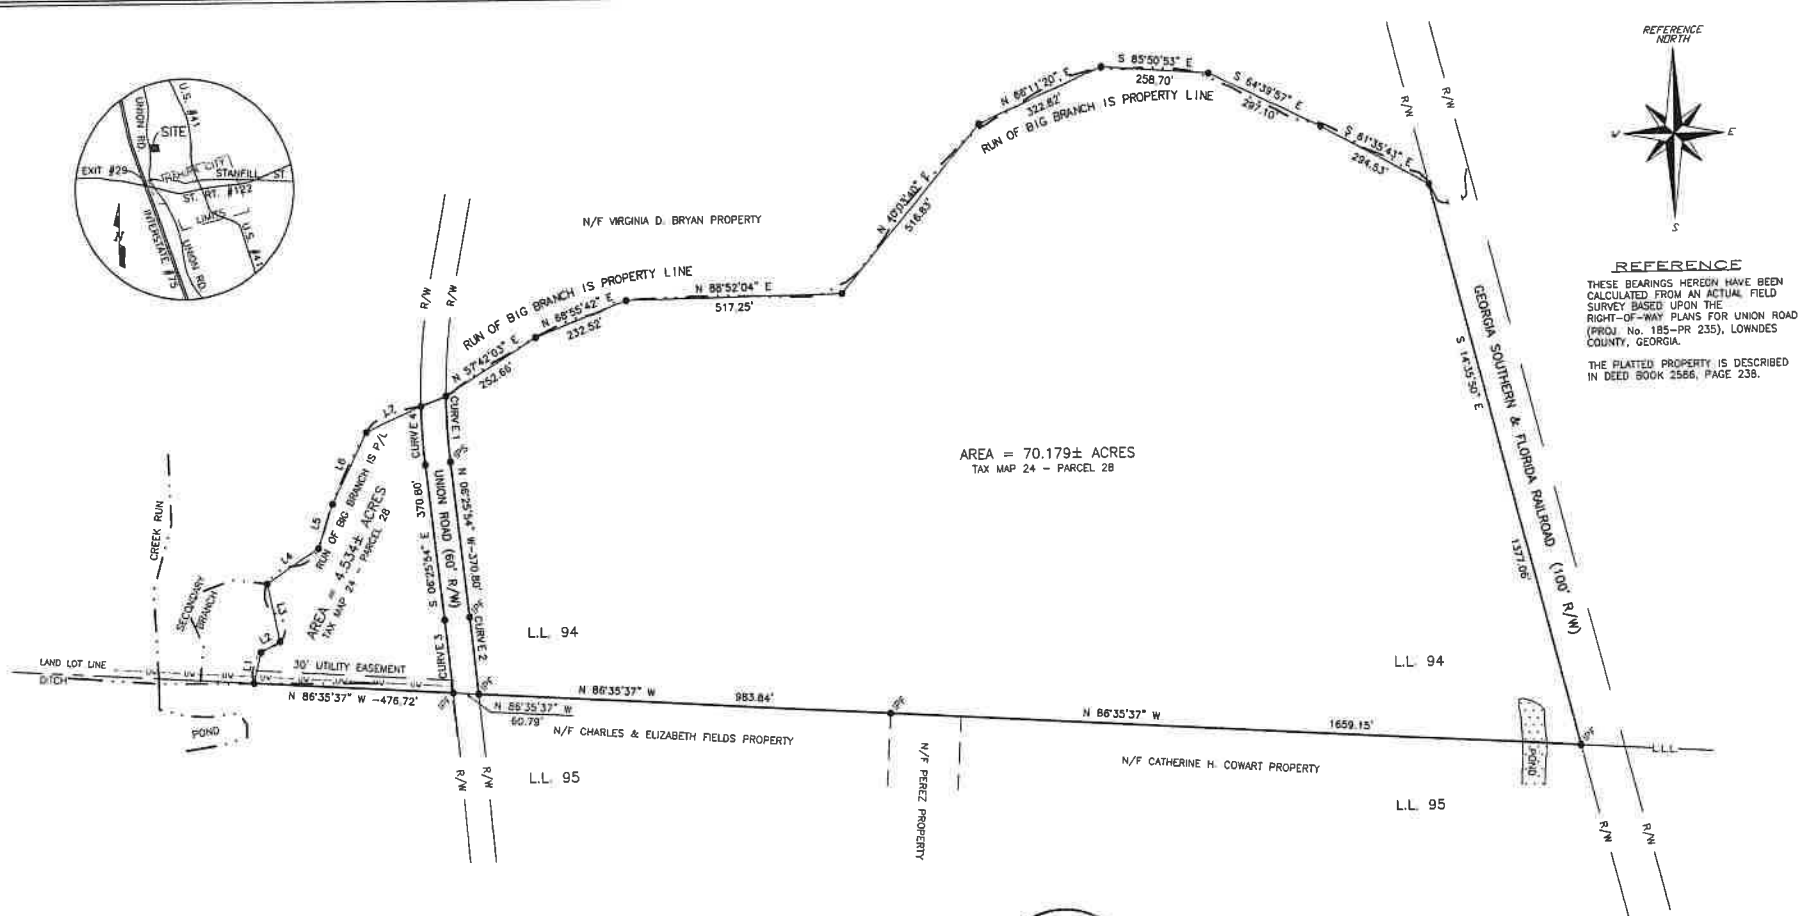 REFERENCE
NORTH
W
E
S
REFERENCE
THESE BEARINGS HEREON HAVE BEEN
CALCULATED FROM AN ACTUAL FIELD
SURVEY BASED UPON THE
RIGHT-OF-WAY PLANS FOR UNION ROAD
(PROJ. No. 185-PR 235), LOWNDES
COUNTY, GEORGIA.
THE PLATTED PROPERTY IS DESCRIBED
IN DEED BOOK 2586, PAGE 238.
UNION RD
U.S. #41
SITE
EXIT #29
CITY
STANFILL ST.
ST. RT. #122
LIMITS
INTERSTATE #75
UNION RD.
U.S. #41
N
N/F VIRGINIA D. BRYAN PROPERTY
RUN OF BIG BRANCH IS PROPERTY LINE
N 57°42'03" E
252.66'
N 68°55'42" E
232.52'
N 88°52'04" E
517.25'
N 40°03'40" E
516.83'
N 66°11'20" E
322.82'
RUN OF BIG BRANCH IS PROPERTY LINE
S 85°50'53" E
258.70'
S 64°39'57" E
297.10'
S 61°35'43" E
294.53'
R/W
R/W
R/W
R/W
GEORGIA SOUTHERN & FLORIDA RAILROAD (100' R/W)
S 14°35'50" E
1377.06'
AREA = 70.179± ACRES
TAX MAP 24 - PARCEL 28
L7
L6
L5
L4
L3
L2
L1
RUN OF BIG BRANCH IS P/L
AREA = 4.534± ACRES
TAX MAP 24 - PARCEL 28
CURVE 4
CURVE 1
S 06°25'54" E 370.80'
UNION ROAD (60' R/W)
N 06°25'54" W-370.80'
IPF
IPF
CURVE 3
CURVE 2
CREEK RUN
SECONDARY
BRANCH
LAND LOT LINE
DITCH
30' UTILITY EASEMENT
N 86°35'37" W -476.72'
IPF
IPF
N 86°35'37" W
60.79'
N 86°35'37" W 983.84'
IPF
N 86°35'37" W 1659.15'
IPF
LLL
POND
POND
L.L. 94
L.L. 94
N/F CHARLES & ELIZABETH FIELDS PROPERTY
N/F PEREZ PROPERTY
N/F CATHERINE H. COWART PROPERTY
L.L. 95
L.L. 95
R/W
R/W
R/W
R/W